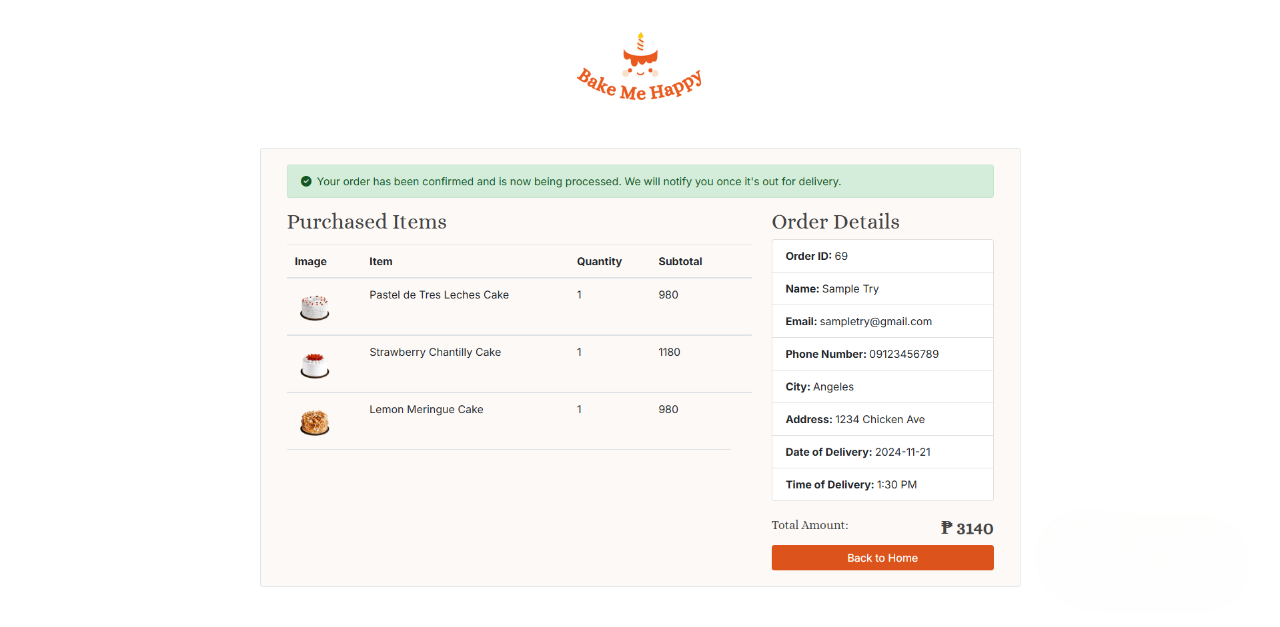 Bake Me Happy
Your order has been confirmed and is now being processed. We will notify you once it's out for delivery.
Purchased Items
Image Item Quantity Subtotal
Pastel de Tres Leches Cake 1 980
Strawberry Chantilly Cake 1 1180
Lemon Meringue Cake 1 980
Order Details
Order ID: 69
Name: Sample Try
Email: sampletry@gmail.com
Phone Number: 09123456789
City: Angeles
Address: 1234 Chicken Ave
Date of Delivery: 2024-11-21
Time of Delivery: 1:30 PM
Total Amount: ₱ 3140
Back to Home